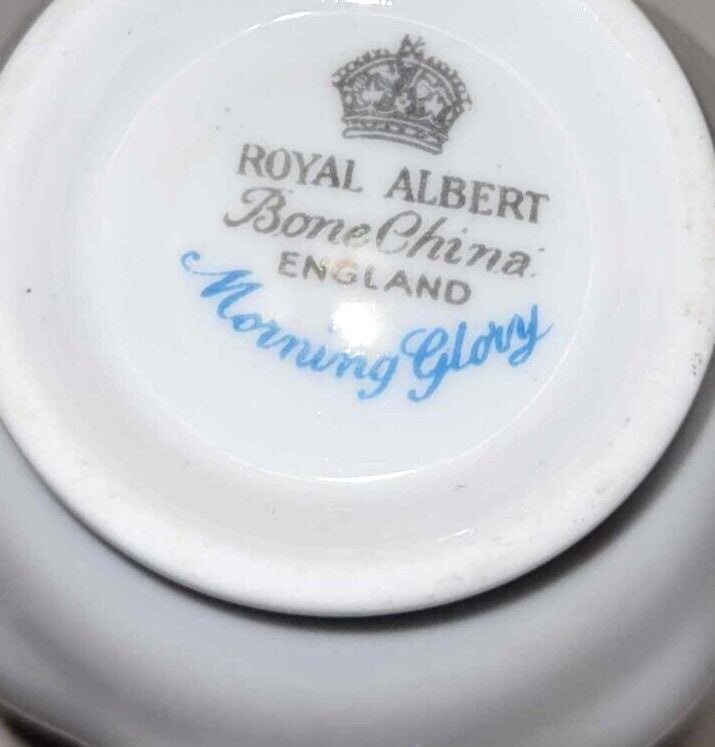 ROYAL ALBERT
Bone China
ENGLAND
Morning Glory